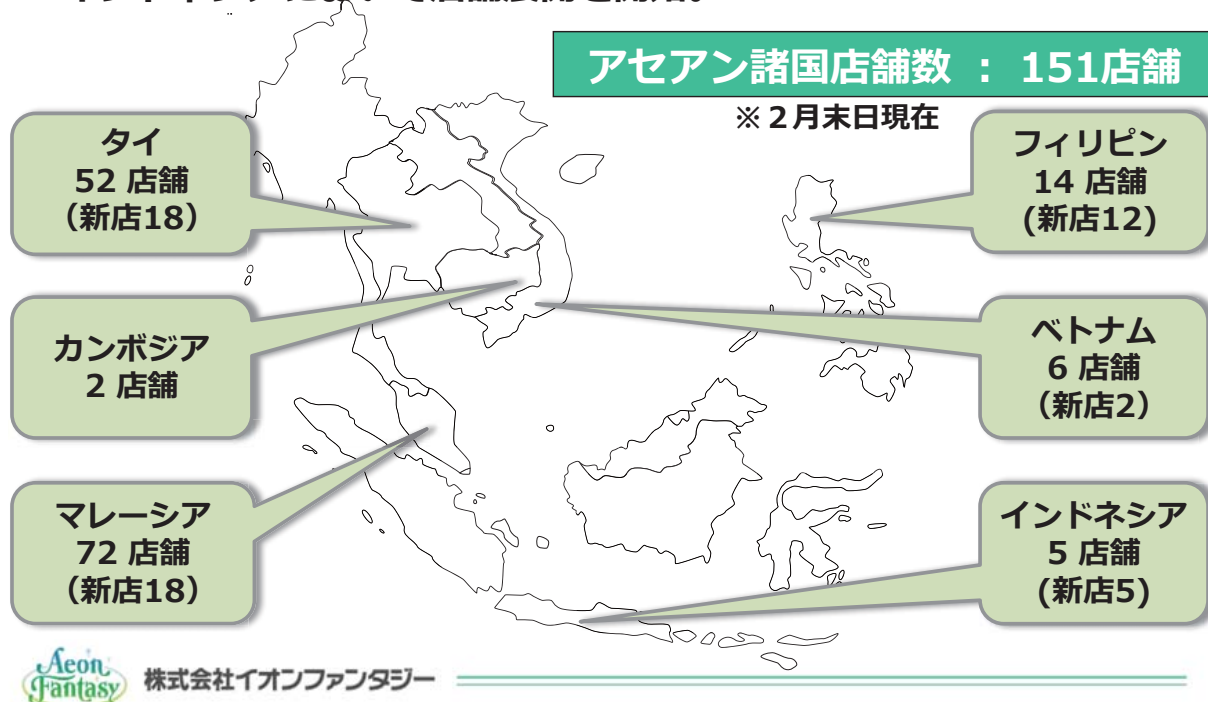 アセアン諸国店舗数 : 151店舗
※２月末日現在
タイ
52 店舗
（新店18）
フィリピン
14 店舗
(新店12)
カンボジア
2 店舗
ベトナム
6 店舗
（新店2）
マレーシア
72 店舗
（新店18）
インドネシア
5 店舗
(新店5)
Aeon
Fantasy
株式会社イオンファンタジー